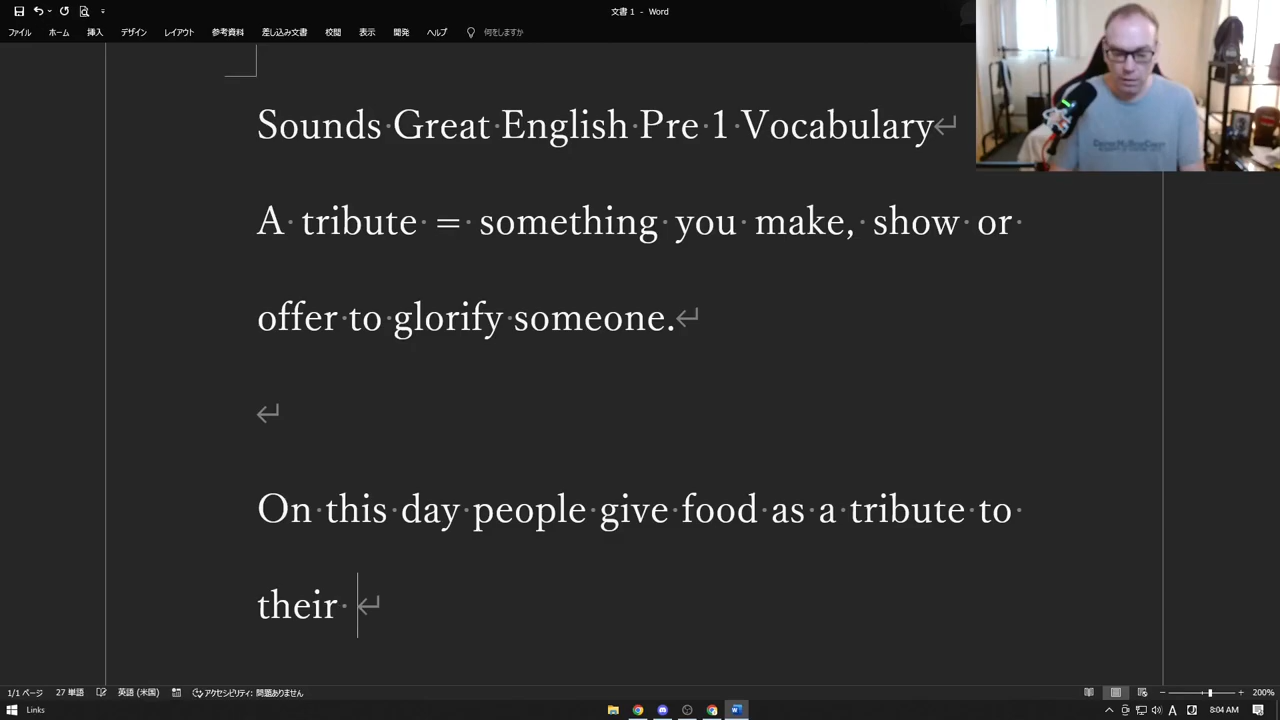 文書 1 - Word
ファイル ホーム 挿入 デザイン レイアウト 参考資料 差し込み文書 校閲 表示 開発 ヘルプ 何をしますか
Sounds Great English Pre 1 Vocabulary
A tribute = something you make, show or
offer to glorify someone.
On this day people give food as a tribute to
their
1/1 ページ 27 単語 英語 (米国) アクセシビリティ: 問題ありません 200%
Links A 8:04 AM